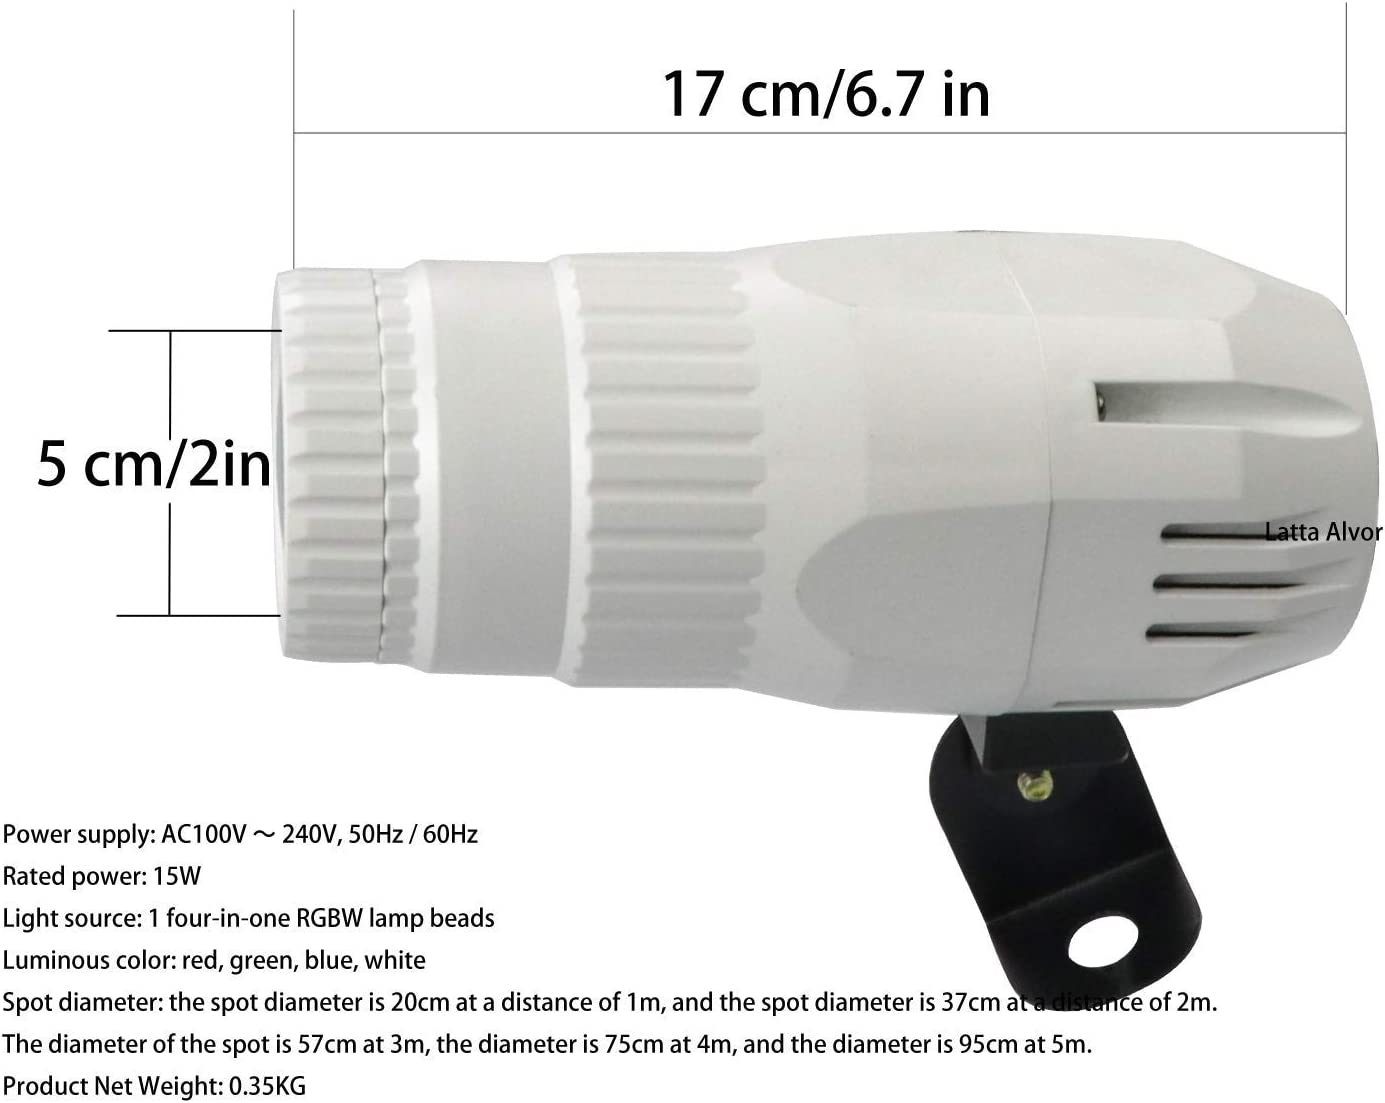 17 cm/6.7 in
5 cm/2in
Latta Alvor
Power supply: AC100V ～ 240V, 50Hz / 60Hz
Rated power: 15W
Light source: 1 four-in-one RGBW lamp beads
Luminous color: red, green, blue, white
Spot diameter: the spot diameter is 20cm at a distance of 1m, and the spot diameter is 37cm at a distance of 2m.
The diameter of the spot is 57cm at 3m, the diameter is 75cm at 4m, and the diameter is 95cm at 5m.
Product Net Weight: 0.35KG